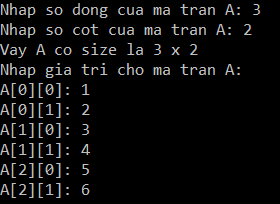 Nhap so dong cua ma tran A: 3
Nhap so cot cua ma tran A: 2
Vay A co size la 3 x 2
Nhap gia tri cho ma tran A:
A[0][0]: 1
A[0][1]: 2
A[1][0]: 3
A[1][1]: 4
A[2][0]: 5
A[2][1]: 6